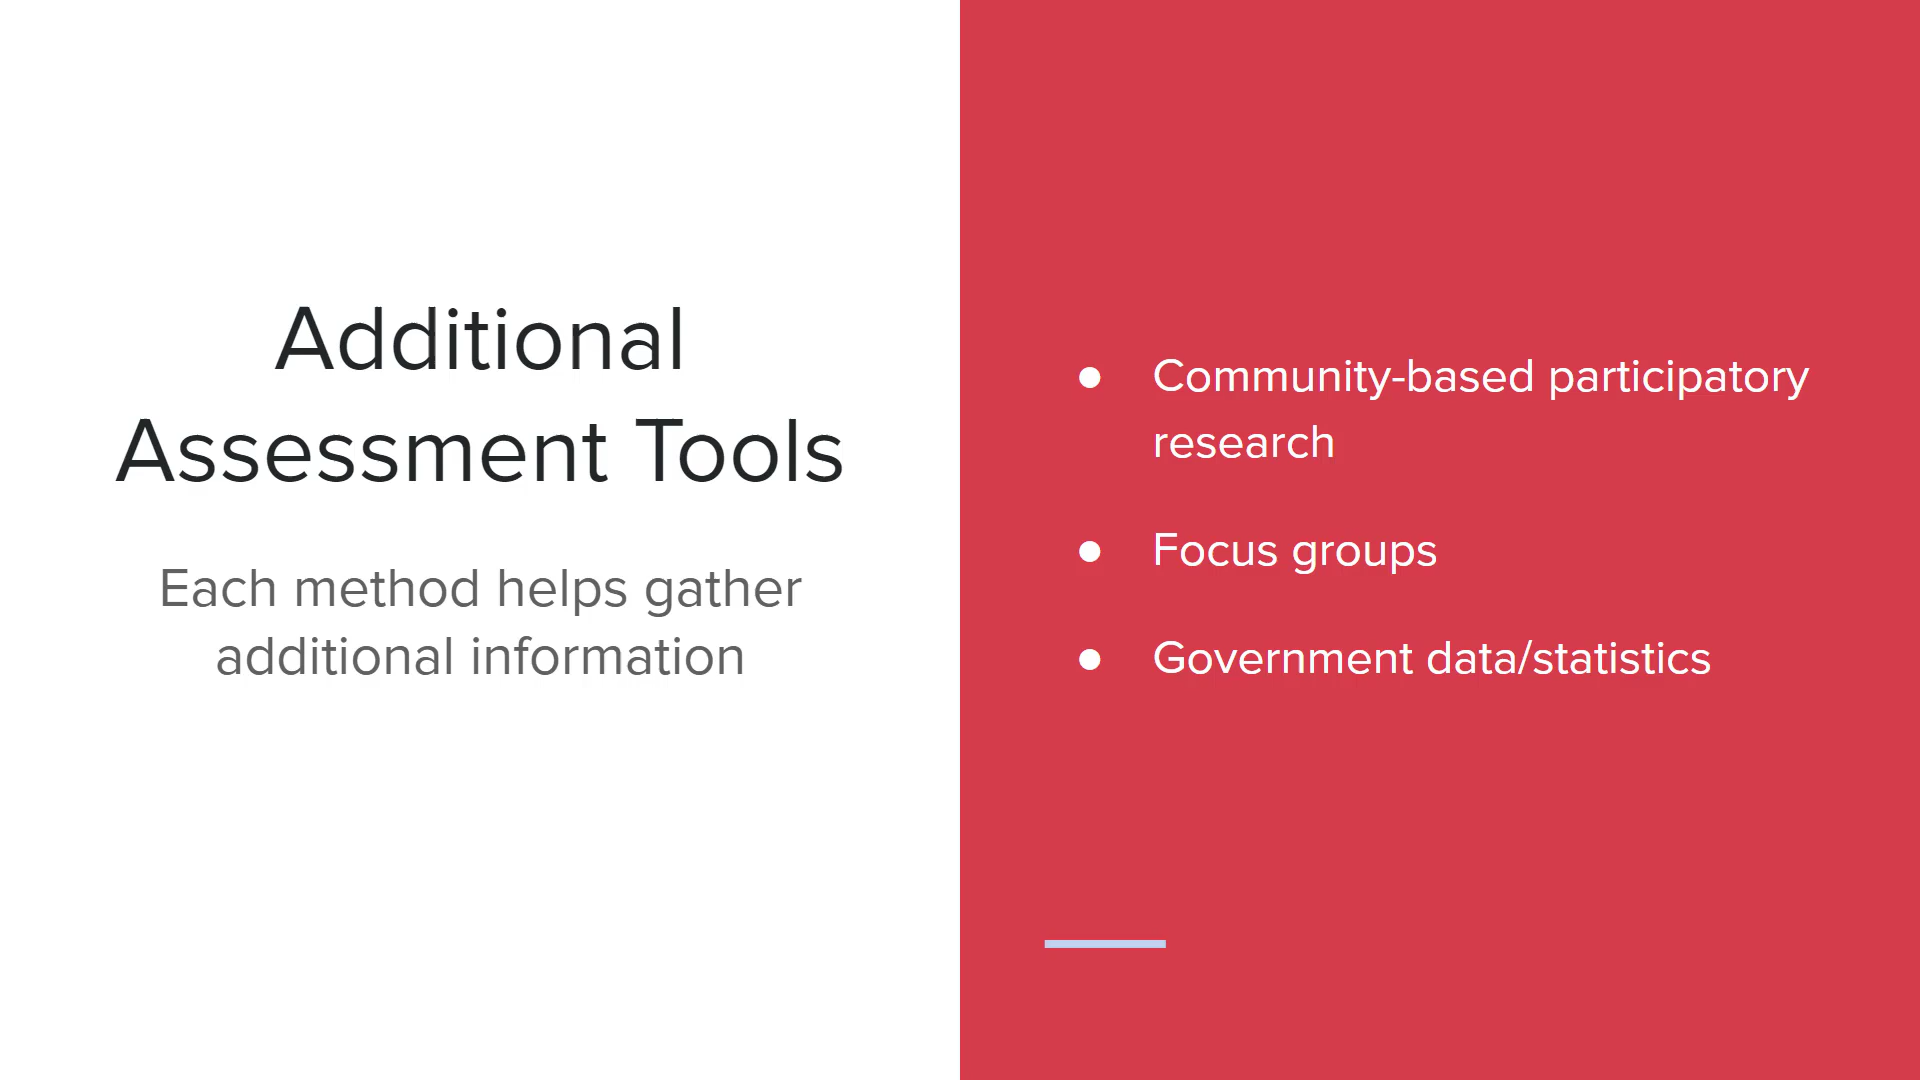 Additional
Assessment Tools
Each method helps gather
additional information
● Community-based participatory
research
● Focus groups
● Government data/statistics